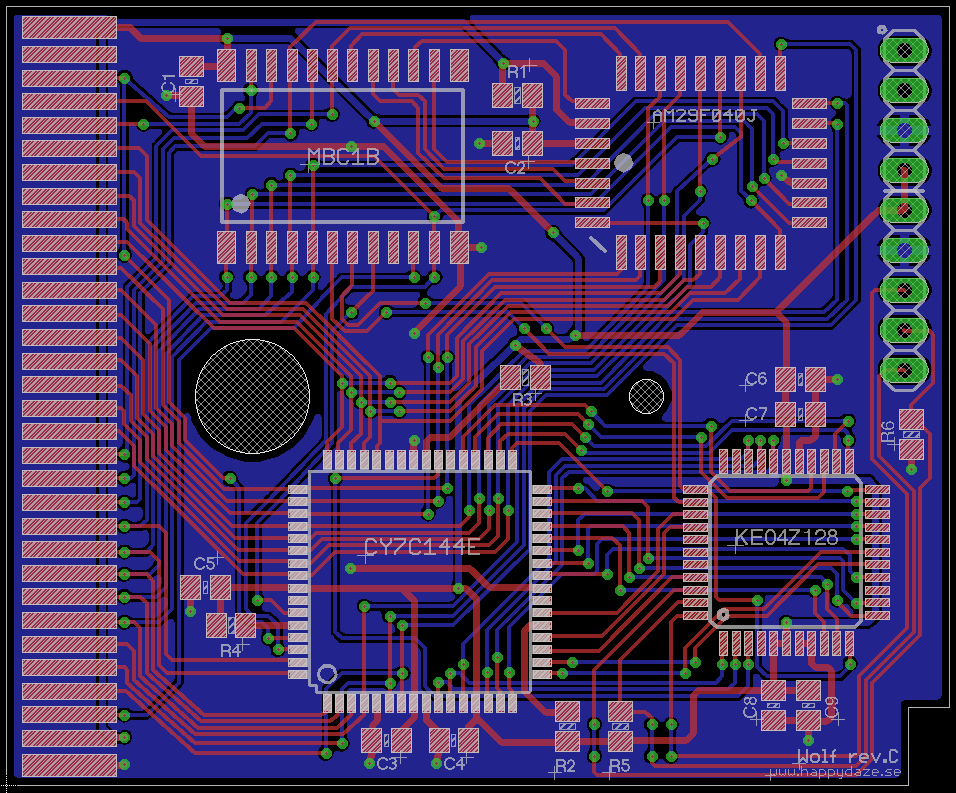 C1
R1
AM29F040J
MBC1B
C2
C6
R3
C7
R6
CY7C144E
KE04Z128
C5
R4
C8
C9
C3
C4
R2
R5
Wolf rev.C
www.happydaze.se